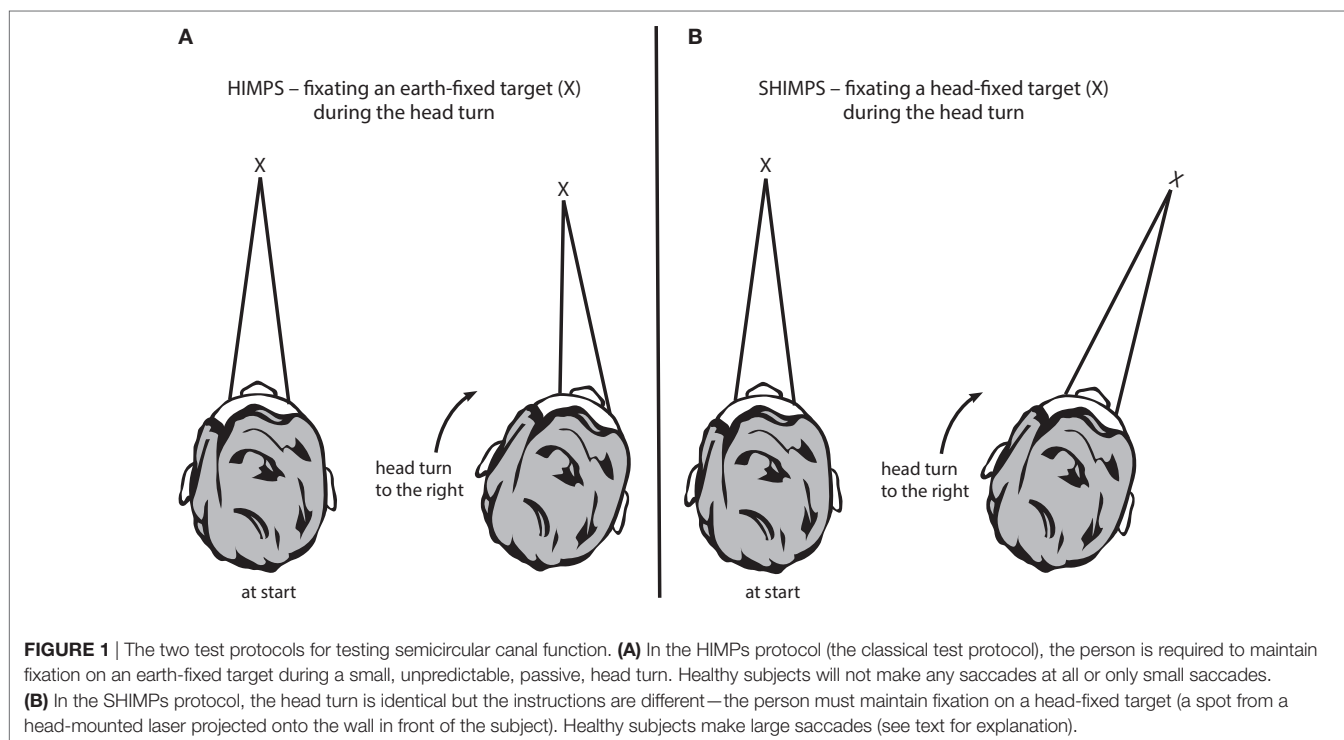 A
HIMPS – fixating an earth-fixed target (X)
during the head turn
X
X
head turn
to the right
at start
B
SHIMPS – fixating a head-fixed target (X)
during the head turn
X
X
head turn
to the right
at start
FIGURE 1 | The two test protocols for testing semicircular canal function. (A) In the HIMPs protocol (the classical test protocol), the person is required to maintain
fixation on an earth-fixed target during a small, unpredictable, passive, head turn. Healthy subjects will not make any saccades at all or only small saccades.
(B) In the SHIMPs protocol, the head turn is identical but the instructions are different—the person must maintain fixation on a head-fixed target (a spot from a
head-mounted laser projected onto the wall in front of the subject). Healthy subjects make large saccades (see text for explanation).